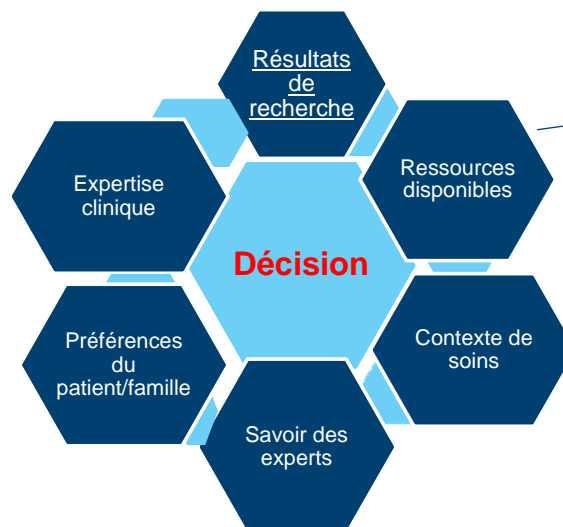 Résultats
de
recherche
Ressources
disponibles
Expertise
clinique
Décision
Contexte de
soins
Préférences
du
patient/famille
Savoir des
experts